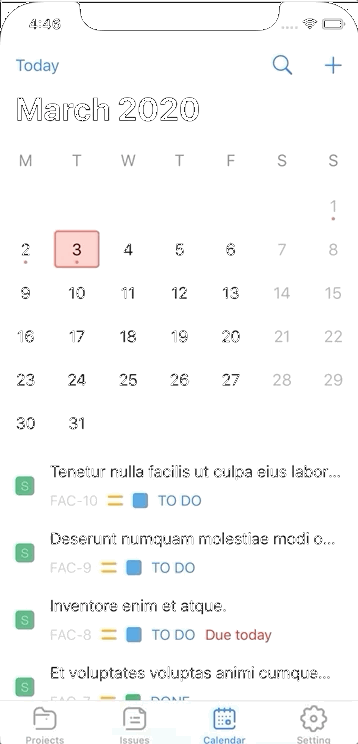 4:46
Today
March 2020
M T W T F S S
1
2 3 4 5 6 7 8
9 10 11 12 13 14 15
16 17 18 19 20 21 22
23 24 25 26 27 28 29
30 31
Tenetur nulla facilis ut culpa eius labor...
S
FAC-10 TO DO
Deserunt numquam molestiae modi o...
S
FAC-9 TO DO
Inventore enim et atque.
S
FAC-8 TO DO Due today
Et voluptates voluptas animi cumque...
S
FAC-7 DONE
Projects Issues Calendar Setting